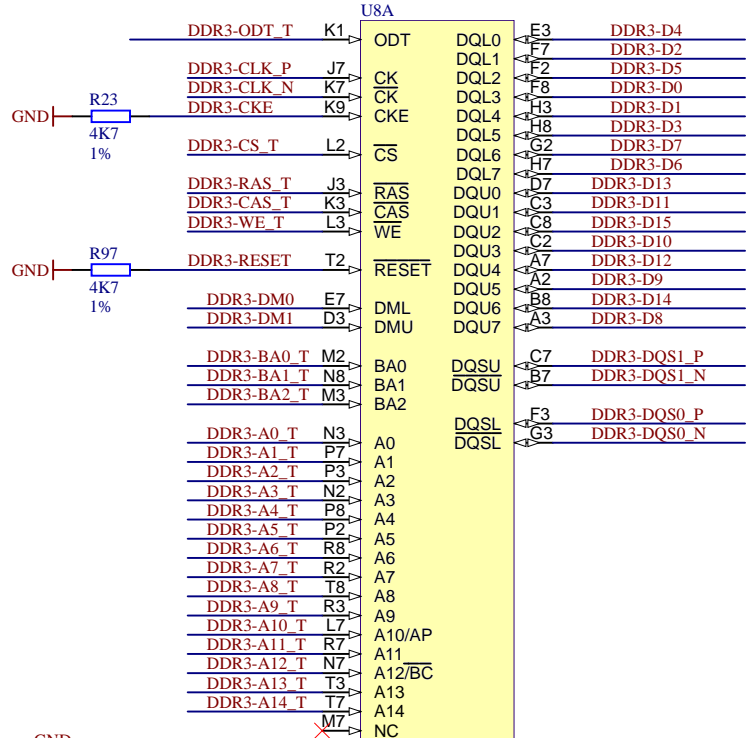 U8A
DDR3-ODT_T K1 ODT DQL0 E3 DDR3-D4
DQL1 F7 DDR3-D2
DDR3-CLK_P J7 CK DQL2 F2 DDR3-D5
DDR3-CLK_N K7 CK DQL3 F8 DDR3-D0
GND R23 DDR3-CKE K9 CKE DQL4 H3 DDR3-D1
4K7
1%
DQL5 H8 DDR3-D3
DDR3-CS_T L2 CS DQL6 G2 DDR3-D7
DQL7 H7 DDR3-D6
DDR3-RAS_T J3 RAS DQU0 D7 DDR3-D13
DDR3-CAS_T K3 CAS DQU1 C3 DDR3-D11
DDR3-WE_T L3 WE DQU2 C8 DDR3-D15
DQU3 C2 DDR3-D10
GND R97 DDR3-RESET T2 RESET DQU4 A7 DDR3-D12
4K7
1%
DQU5 A2 DDR3-D9
DDR3-DM0 E7 DML DQU6 B8 DDR3-D14
DDR3-DM1 D3 DMU DQU7 A3 DDR3-D8
DDR3-BA0_T M2 BA0 DQSU C7 DDR3-DQS1_P
DDR3-BA1_T N8 BA1 DQSU B7 DDR3-DQS1_N
DDR3-BA2_T M3 BA2
DQSL F3 DDR3-DQS0_P
DDR3-A0_T N3 A0 DQSL G3 DDR3-DQS0_N
DDR3-A1_T P7 A1
DDR3-A2_T P3 A2
DDR3-A3_T N2 A3
DDR3-A4_T P8 A4
DDR3-A5_T P2 A5
DDR3-A6_T R8 A6
DDR3-A7_T R2 A7
DDR3-A8_T T8 A8
DDR3-A9_T R3 A9
DDR3-A10_T L7 A10/AP
DDR3-A11_T R7 A11
DDR3-A12_T N7 A12/BC
DDR3-A13_T T3 A13
DDR3-A14_T T7 A14
M7 NC
GND